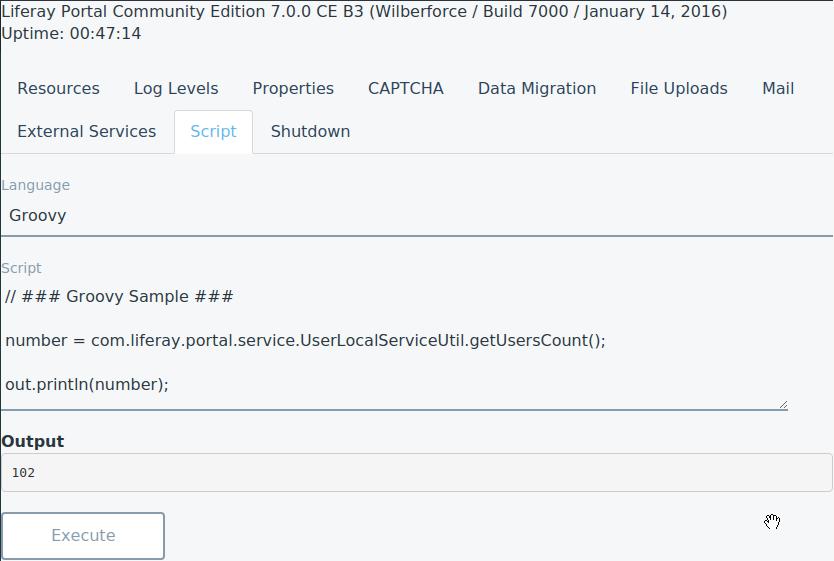 Liferay Portal Community Edition 7.0.0 CE B3 (Wilberforce / Build 7000 / January 14, 2016)
Uptime: 00:47:14
Resources Log Levels Properties CAPTCHA Data Migration File Uploads Mail
External Services Script Shutdown
Language
Groovy
Script
// ### Groovy Sample ###
number = com.liferay.portal.service.UserLocalServiceUtil.getUsersCount();
out.println(number);
Output
102
Execute